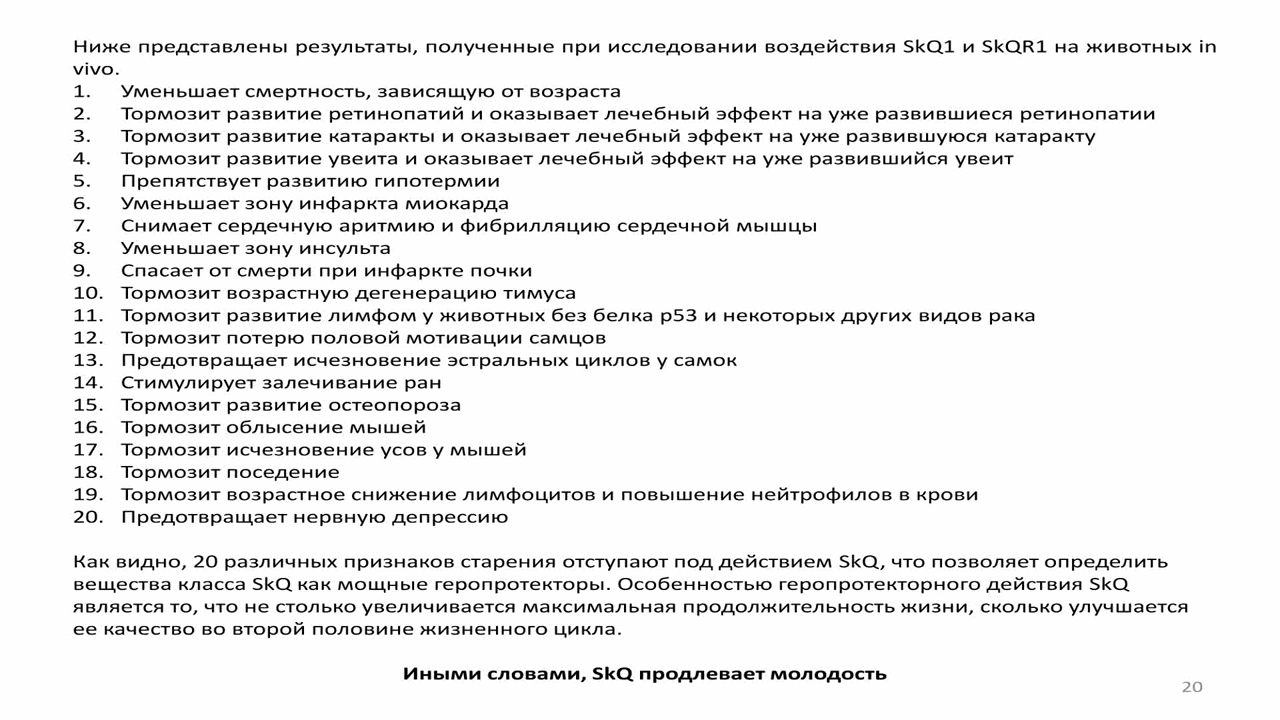 Ниже представлены результаты, полученные при исследовании воздействия SkQ1 и SkQR1 на животных in
vivo.
1. Уменьшает смертность, зависящую от возраста
2. Тормозит развитие ретинопатий и оказывает лечебный эффект на уже развившиеся ретинопатии
3. Тормозит развитие катаракты и оказывает лечебный эффект на уже развившуюся катаракту
4. Тормозит развитие увеита и оказывает лечебный эффект на уже развившийся увеит
5. Препятствует развитию гипотермии
6. Уменьшает зону инфаркта миокарда
7. Снимает сердечную аритмию и фибрилляцию сердечной мышцы
8. Уменьшает зону инсульта
9. Спасает от смерти при инфаркте почки
10. Тормозит возрастную дегенерацию тимуса
11. Тормозит развитие лимфом у животных без белка p53 и некоторых других видов рака
12. Тормозит потерю половой мотивации самцов
13. Предотвращает исчезновение эстральных циклов у самок
14. Стимулирует залечивание ран
15. Тормозит развитие остеопороза
16. Тормозит облысение мышей
17. Тормозит исчезновение усов у мышей
18. Тормозит поседение
19. Тормозит возрастное снижение лимфоцитов и повышение нейтрофилов в крови
20. Предотвращает нервную депрессию
Как видно, 20 различных признаков старения отступают под действием SkQ, что позволяет определить
вещества класса SkQ как мощные геропротекторы. Особенностью геропротекторного действия SkQ
является то, что не столько увеличивается максимальная продолжительность жизни, сколько улучшается
ее качество во второй половине жизненного цикла.
Иными словами, SkQ продлевает молодость
20